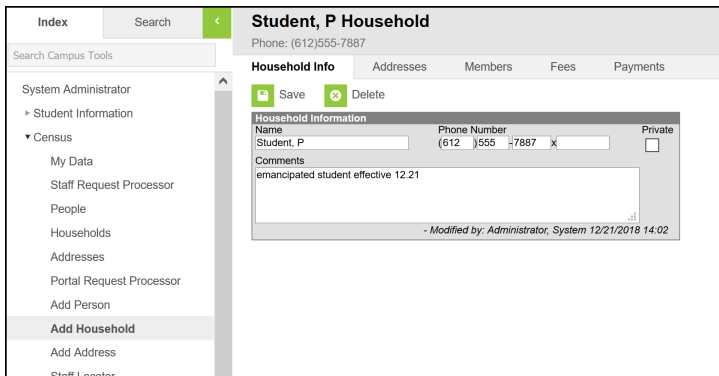 Index
Search
Search Campus Tools
System Administrator
Student Information
Census
My Data
Staff Request Processor
People
Households
Addresses
Portal Request Processor
Add Person
Add Household
Add Address
Staff Locator
Student, P Household
Phone: (612)555-7887
Household Info Addresses Members Fees Payments
Save Delete
Household Information
Name Phone Number Private
Student, P (612 )555 -7887 x
Comments
emancipated student effective 12.21
- Modified by: Administrator, System 12/21/2018 14:02